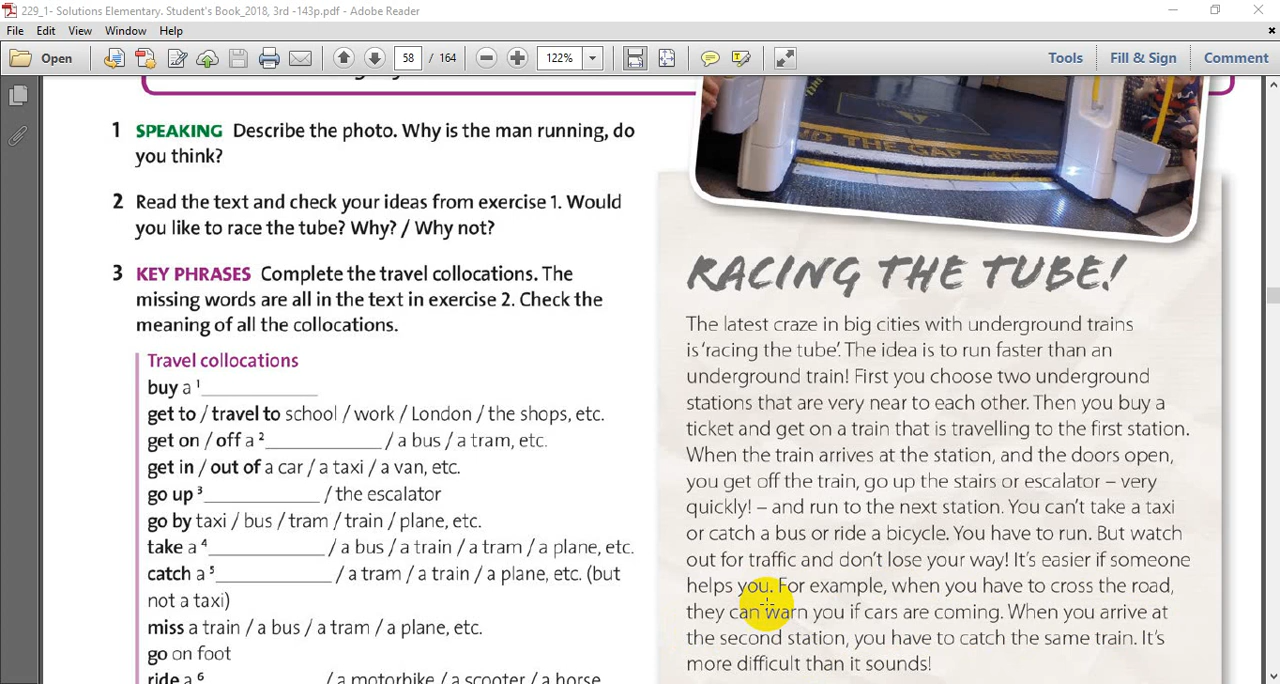 229_1- Solutions Elementary. Student's Book_2018, 3rd -143p.pdf - Adobe Reader
File Edit View Window Help
Open 58 / 164 122% Tools Fill & Sign Comment
1 SPEAKING Describe the photo. Why is the man running, do
you think?
2 Read the text and check your ideas from exercise 1. Would
you like to race the tube? Why? / Why not?
3 KEY PHRASES Complete the travel collocations. The
missing words are all in the text in exercise 2. Check the
meaning of all the collocations.
Travel collocations
buy a 1 ____________
get to / travel to school / work / London / the shops, etc.
get on / off a 2 ____________ / a bus / a tram, etc.
get in / out of a car / a taxi / a van, etc.
go up 3 ____________ / the escalator
go by taxi / bus / tram / train / plane, etc.
take a 4 ____________ / a bus / a train / a tram / a plane, etc.
catch a 5 ____________ / a tram / a train / a plane, etc. (but
not a taxi)
miss a train / a bus / a tram / a plane, etc.
go on foot
ride a 6 ____________ / a motorbike / a scooter / a horse
THE GAP
RACING THE TUBE!
The latest craze in big cities with underground trains
is 'racing the tube'. The idea is to run faster than an
underground train! First you choose two underground
stations that are very near to each other. Then you buy a
ticket and get on a train that is travelling to the first station.
When the train arrives at the station, and the doors open,
you get off the train, go up the stairs or escalator – very
quickly! – and run to the next station. You can't take a taxi
or catch a bus or ride a bicycle. You have to run. But watch
out for traffic and don't lose your way! It's easier if someone
helps you. For example, when you have to cross the road,
they can warn you if cars are coming. When you arrive at
the second station, you have to catch the same train. It's
more difficult than it sounds!